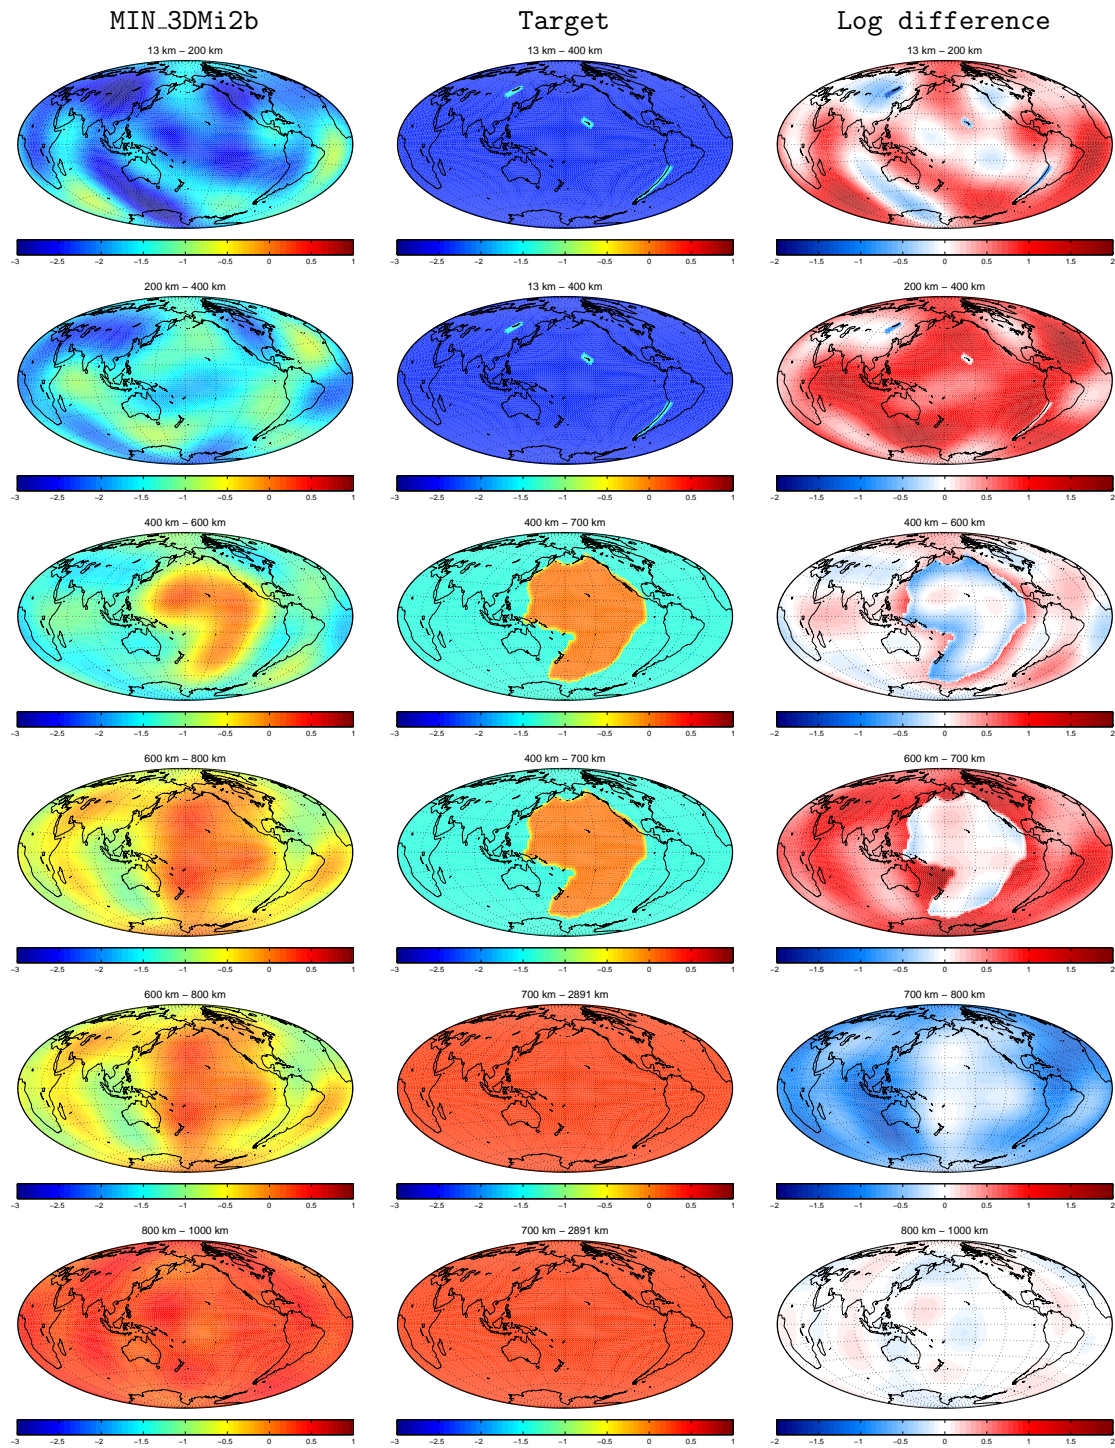 MIN_3DMi2b Target Log difference
13 km − 200 km 13 km − 400 km 13 km − 200 km
−3 −2.5 −2 −1.5 −1 −0.5 0 0.5 1 −3 −2.5 −2 −1.5 −1 −0.5 0 0.5 1 −2 −1.5 −1 −0.5 0 0.5 1 1.5 2
200 km − 400 km 13 km − 400 km 200 km − 400 km
−3 −2.5 −2 −1.5 −1 −0.5 0 0.5 1 −3 −2.5 −2 −1.5 −1 −0.5 0 0.5 1 −2 −1.5 −1 −0.5 0 0.5 1 1.5 2
400 km − 600 km 400 km − 700 km 400 km − 600 km
−3 −2.5 −2 −1.5 −1 −0.5 0 0.5 1 −3 −2.5 −2 −1.5 −1 −0.5 0 0.5 1 −2 −1.5 −1 −0.5 0 0.5 1 1.5 2
600 km − 800 km 400 km − 700 km 600 km − 700 km
−3 −2.5 −2 −1.5 −1 −0.5 0 0.5 1 −3 −2.5 −2 −1.5 −1 −0.5 0 0.5 1 −2 −1.5 −1 −0.5 0 0.5 1 1.5 2
600 km − 800 km 700 km − 2891 km 700 km − 800 km
−3 −2.5 −2 −1.5 −1 −0.5 0 0.5 1 −3 −2.5 −2 −1.5 −1 −0.5 0 0.5 1 −2 −1.5 −1 −0.5 0 0.5 1 1.5 2
800 km − 1000 km 700 km − 2891 km 800 km − 1000 km
−3 −2.5 −2 −1.5 −1 −0.5 0 0.5 1 −3 −2.5 −2 −1.5 −1 −0.5 0 0.5 1 −2 −1.5 −1 −0.5 0 0.5 1 1.5 2